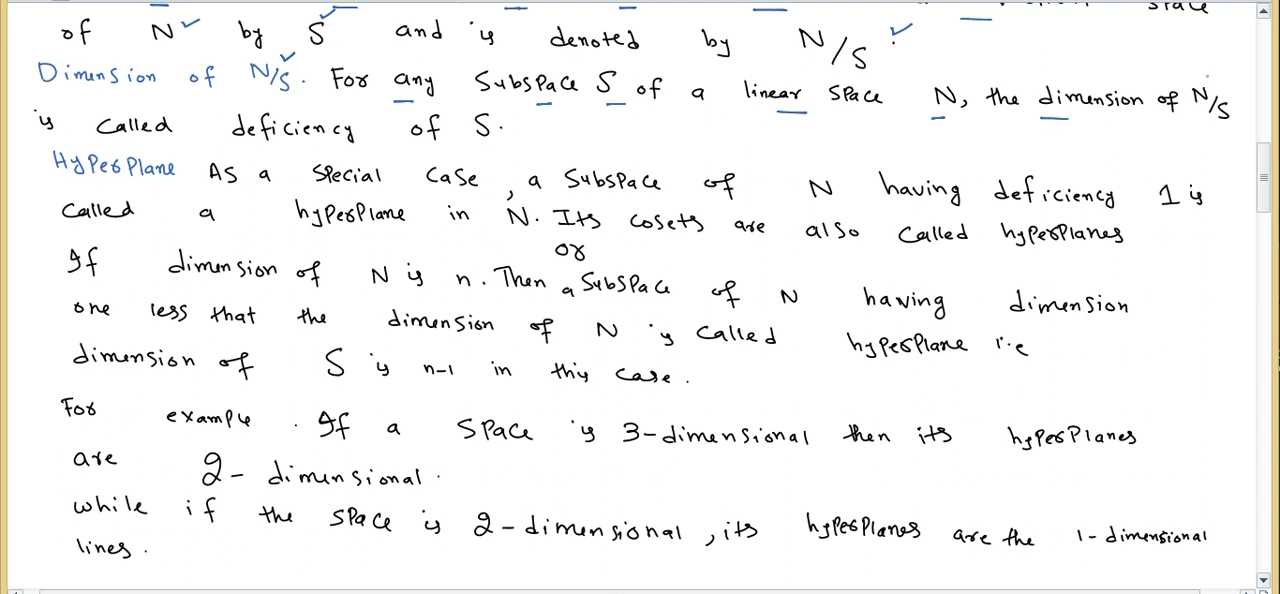 space
of N by S and is denoted by N/S.
Dimension of N/S. For any Subspace S of a linear space N, the dimension of N/S
is called deficiency of S.
Hyperplane As a special case, a subspace of N having deficiency 1 is
called a hyperplane in N. Its cosets are also called hyperplanes
or
If dimension of N is n. Then a subspace of N having dimension
one less that the dimension of N is called hyperplane i.e
dimension of S is n-1 in this case.
For example. If a space is 3-dimensional then its hyperplanes
are 2-dimensional.
while if the space is 2-dimensional, its hyperplanes are the 1-dimensional
lines.